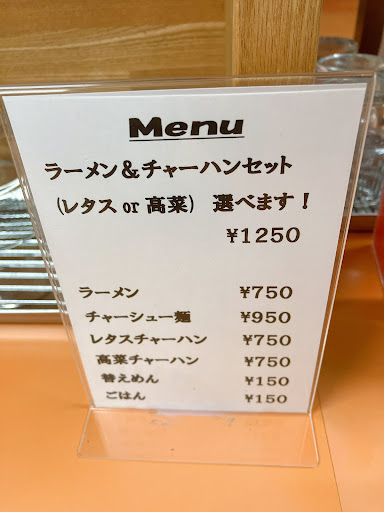 Menu
ラーメン＆チャーハンセット
(レタス or 高菜)　選べます！
¥1250
ラーメン ¥750
チャーシュー麺 ¥950
レタスチャーハン ¥750
高菜チャーハン ¥750
替えめん ¥150
ごはん ¥150